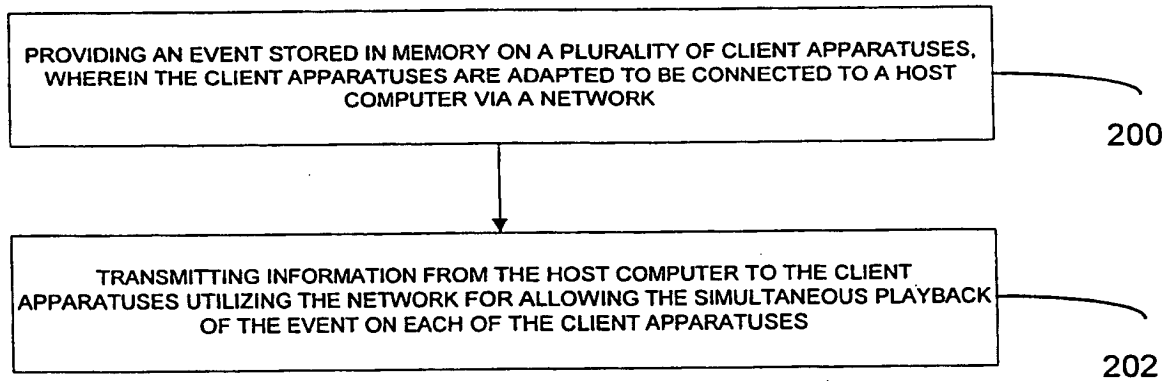 PROVIDING AN EVENT STORED IN MEMORY ON A PLURALITY OF CLIENT APPARATUSES,
WHEREIN THE CLIENT APPARATUSES ARE ADAPTED TO BE CONNECTED TO A HOST
COMPUTER VIA A NETWORK
200
TRANSMITTING INFORMATION FROM THE HOST COMPUTER TO THE CLIENT
APPARATUSES UTILIZING THE NETWORK FOR ALLOWING THE SIMULTANEOUS PLAYBACK
OF THE EVENT ON EACH OF THE CLIENT APPARATUSES
202